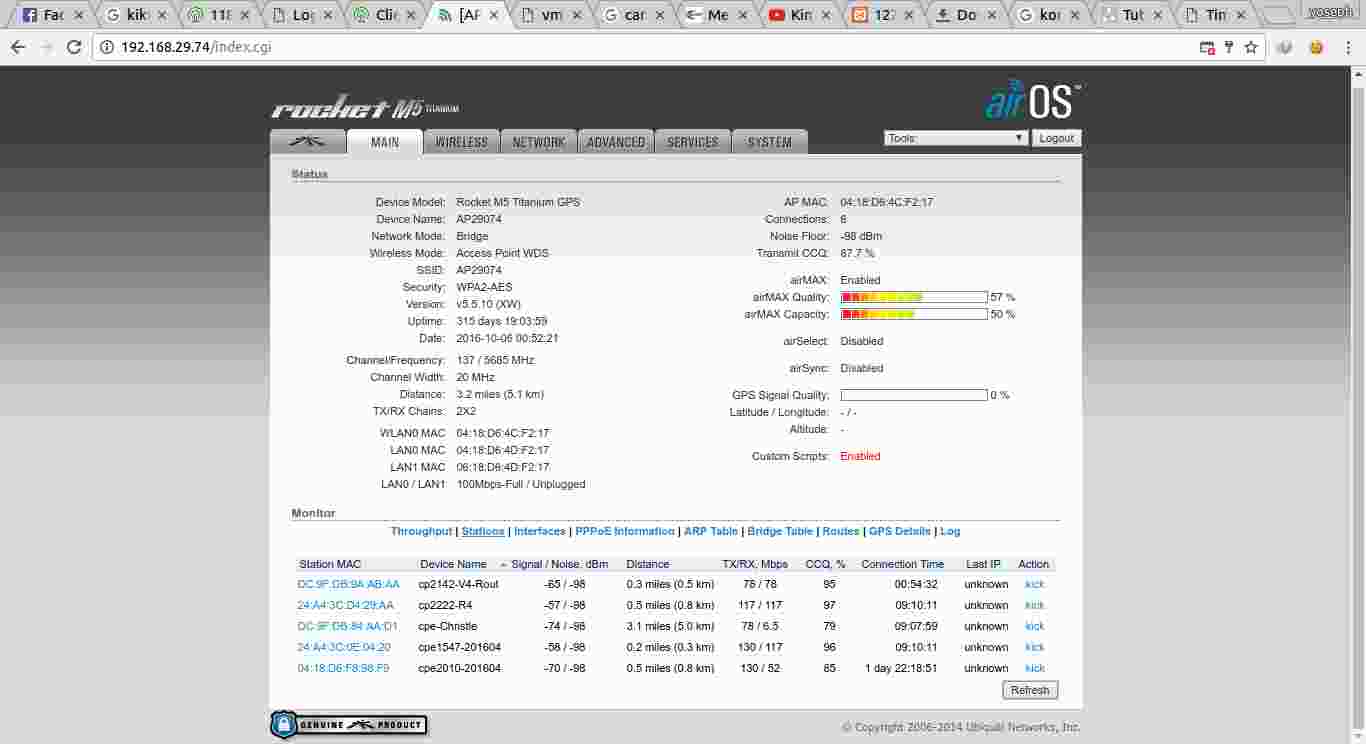 Fac kiki 118 Log Clie [AP vm car Me Kin 127 Do kor Tut Tim yoseph
192.168.29.74/index.cgi
rocket M5 TITANIUM airOS™
MAIN WIRELESS NETWORK ADVANCED SERVICES SYSTEM Tools: Logout
Status
Device Model: Rocket M5 Titanium GPS
Device Name: AP29074
Network Mode: Bridge
Wireless Mode: Access Point WDS
SSID: AP29074
Security: WPA2-AES
Version: v5.5.10 (XW)
Uptime: 315 days 19:03:59
Date: 2016-10-06 00:52:21
Channel/Frequency: 137 / 5685 MHz
Channel Width: 20 MHz
Distance: 3.2 miles (5.1 km)
TX/RX Chains: 2X2
WLAN0 MAC 04:18:D6:4C:F2:17
LAN0 MAC 04:18:D6:4D:F2:17
LAN1 MAC 06:18:D6:4D:F2:17
LAN0 / LAN1 100Mbps-Full / Unplugged
AP MAC: 04:18:D6:4C:F2:17
Connections: 6
Noise Floor: -98 dBm
Transmit CCQ: 87.7 %
airMAX: Enabled
airMAX Quality: 57 %
airMAX Capacity: 50 %
airSelect: Disabled
airSync: Disabled
GPS Signal Quality: 0 %
Latitude / Longitude: - / -
Altitude: -
Custom Scripts: Enabled
Monitor
Throughput | Stations | Interfaces | PPPoE Information | ARP Table | Bridge Table | Routes | GPS Details | Log
Station MAC Device Name Signal / Noise, dBm Distance TX/RX, Mbps CCQ, % Connection Time Last IP Action
DC:9F:DB:9A:AB:AA cp2142-V4-Rout -65 / -98 0.3 miles (0.5 km) 78 / 78 95 00:54:32 unknown kick
24:A4:3C:D4:29:AA cp2222-R4 -57 / -98 0.5 miles (0.8 km) 117 / 117 97 09:10:11 unknown kick
DC:9F:DB:84:AA:D1 cpe-Christie -74 / -98 3.1 miles (5.0 km) 78 / 6.5 79 09:07:59 unknown kick
24:A4:3C:0E:04:20 cpe1547-201604 -58 / -98 0.2 miles (0.3 km) 130 / 117 96 09:10:11 unknown kick
04:18:D6:F8:98:F9 cpe2010-201604 -70 / -98 0.5 miles (0.8 km) 130 / 52 85 1 day 22:18:51 unknown kick
Refresh
GENUINE PRODUCT
© Copyright 2006-2014 Ubiquiti Networks, Inc.